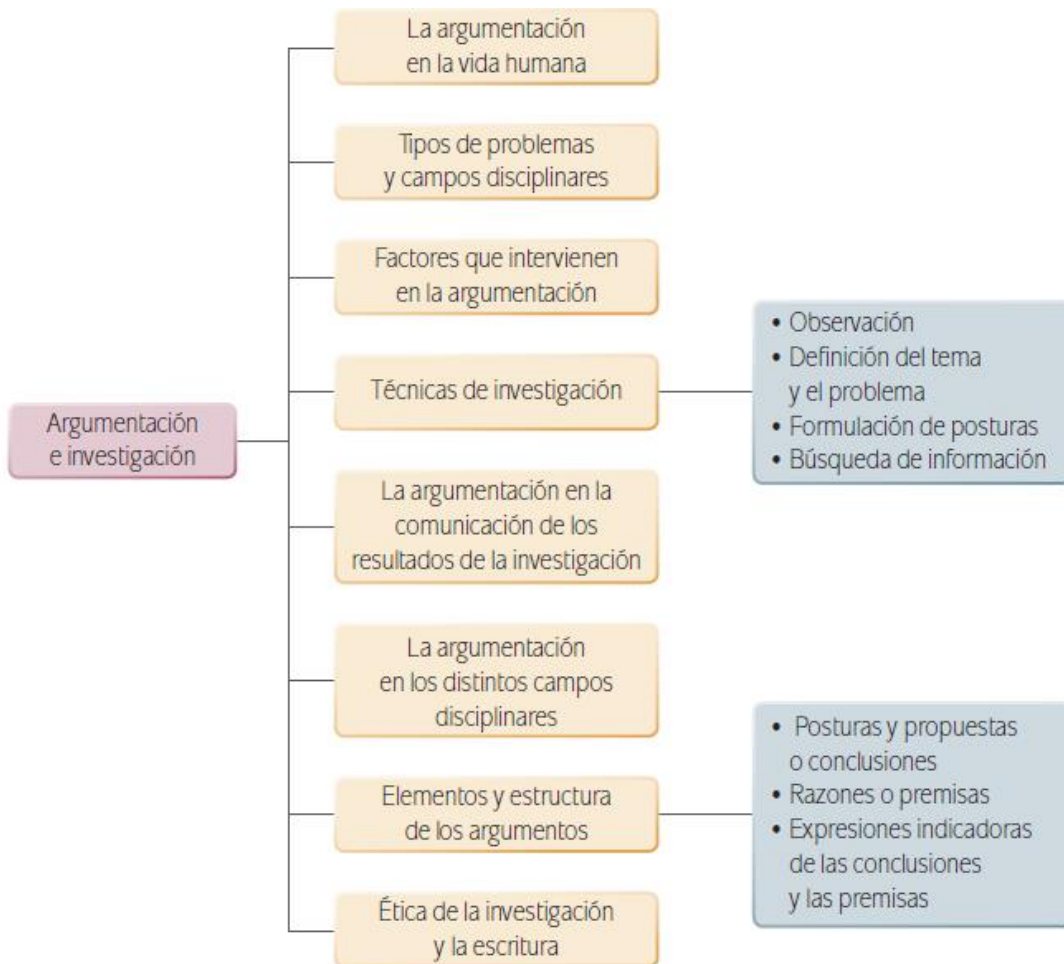 La argumentación
en la vida humana
Tipos de problemas
y campos disciplinares
Factores que intervienen
en la argumentación
Técnicas de investigación
Argumentación
e investigación
La argumentación en la
comunicación de los
resultados de la investigación
La argumentación
en los distintos campos
disciplinares
Elementos y estructura
de los argumentos
Ética de la investigación
y la escritura
• Observación
• Definición del tema
y el problema
• Formulación de posturas
• Búsqueda de información
• Posturas y propuestas
o conclusiones
• Razones o premisas
• Expresiones indicadoras
de las conclusiones
y las premisas